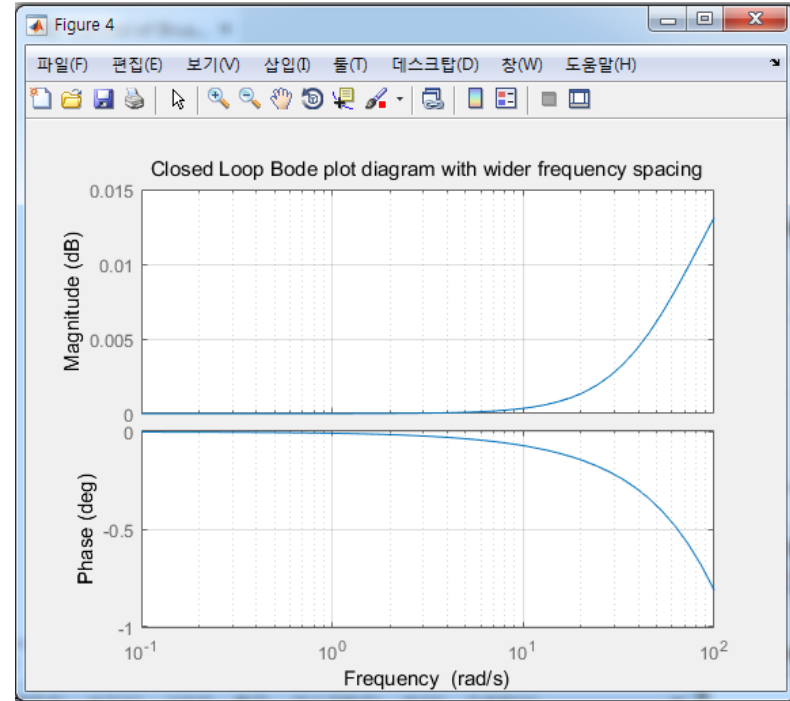 Figure 4
파일(F) 편집(E) 보기(V) 삽입(I) 툴(T) 데스크탑(D) 창(W) 도움말(H)
Closed Loop Bode plot diagram with wider frequency spacing
Magnitude (dB)
0.015
0.01
0.005
0
Phase (deg)
0
-0.5
-1
10-1 100 101 102
Frequency (rad/s)